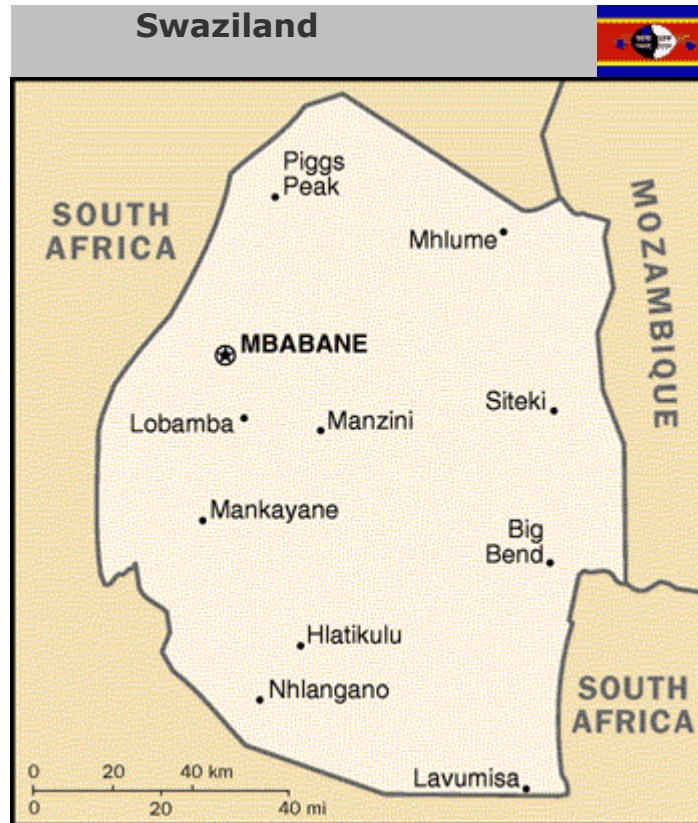 Swaziland
Piggs
Peak
SOUTH
AFRICA
MOZAMBIQUE
Mhlume
MBABANE
Siteki
Lobamba
Manzini
Mankayane
Big
Bend
Hlatikulu
Nhlangano
SOUTH
AFRICA
0 20 40 km
Lavumisa
0 20 40 mi